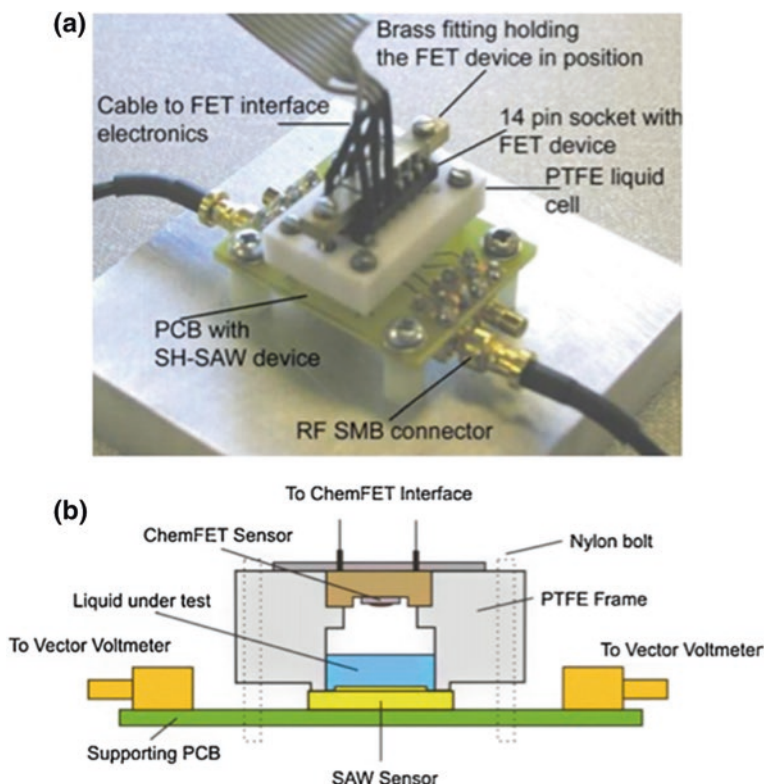 (a)
Brass fitting holding
the FET device in position
Cable to FET interface
electronics
14 pin socket with
FET device
PTFE liquid
cell
PCB with
SH-SAW device
RF SMB connector
(b)
To ChemFET Interface
ChemFET Sensor
Nylon bolt
Liquid under test
PTFE Frame
To Vector Voltmeter
To Vector Voltmeter
Supporting PCB
SAW Sensor